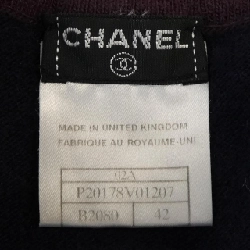 CHANEL
MADE IN UNITED KINGDOM
FABRIQUE AU ROYAUME-UNI
02A
P20178V01207
B2080 42